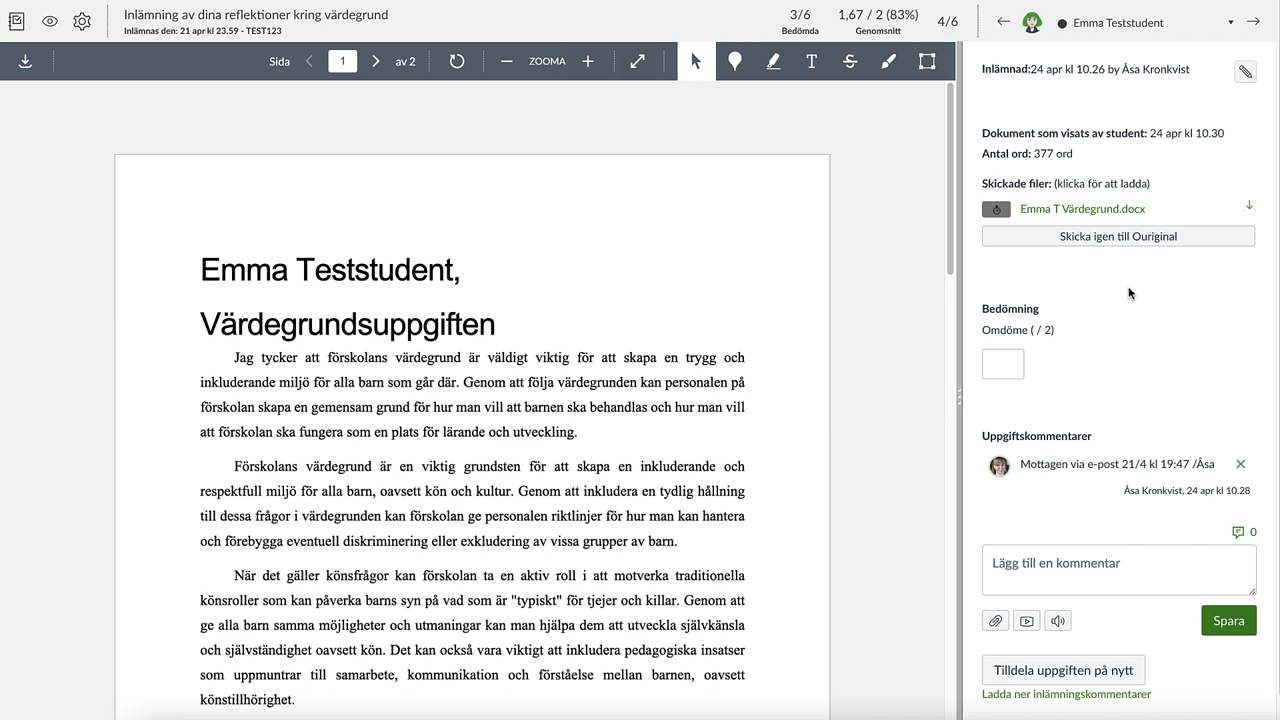 Inlämning av dina reflektioner kring värdegrund
Inlämnas den: 21 apr kl 23.59 - TEST123
3/6
Bedömda
1,67 / 2 (83%)
Genomsnitt
4/6
Emma Teststudent
Sida
1
av 2
ZOOMA
T
S
Emma Teststudent,
Värdegrundsuppgiften
Jag tycker att förskolans värdegrund är väldigt viktig för att skapa en trygg och
inkluderande miljö för alla barn som går där. Genom att följa värdegrunden kan personalen på
förskolan skapa en gemensam grund för hur man vill att barnen ska behandlas och hur man vill
att förskolan ska fungera som en plats för lärande och utveckling.
Förskolans värdegrund är en viktig grundsten för att skapa en inkluderande och
respektfull miljö för alla barn, oavsett kön och kultur. Genom att inkludera en tydlig hållning
till dessa frågor i värdegrunden kan förskolan ge personalen riktlinjer för hur man kan hantera
och förebygga eventuell diskriminering eller exkludering av vissa grupper av barn.
När det gäller könsfrågor kan förskolan ta en aktiv roll i att motverka traditionella
könsroller som kan påverka barns syn på vad som är "typiskt" för tjejer och killar. Genom att
ge alla barn samma möjligheter och utmaningar kan man hjälpa dem att utveckla självkänsla
och självständighet oavsett kön. Det kan också vara viktigt att inkludera pedagogiska insatser
som uppmuntrar till samarbete, kommunikation och förståelse mellan barnen, oavsett
könstillhörighet.
Inlämnad:24 apr kl 10.26 by Åsa Kronkvist
Dokument som visats av student: 24 apr kl 10.30
Antal ord: 377 ord
Skickade filer: (klicka för att ladda)
Emma T Värdegrund.docx
Skicka igen till Ouriginal
Bedömning
Omdöme ( / 2)
Uppgiftskommentarer
Mottagen via e-post 21/4 kl 19:47 /Åsa
Åsa Kronkvist, 24 apr kl 10.28
0
Lägg till en kommentar
Spara
Tilldela uppgiften på nytt
Ladda ner inlämningskommentarer